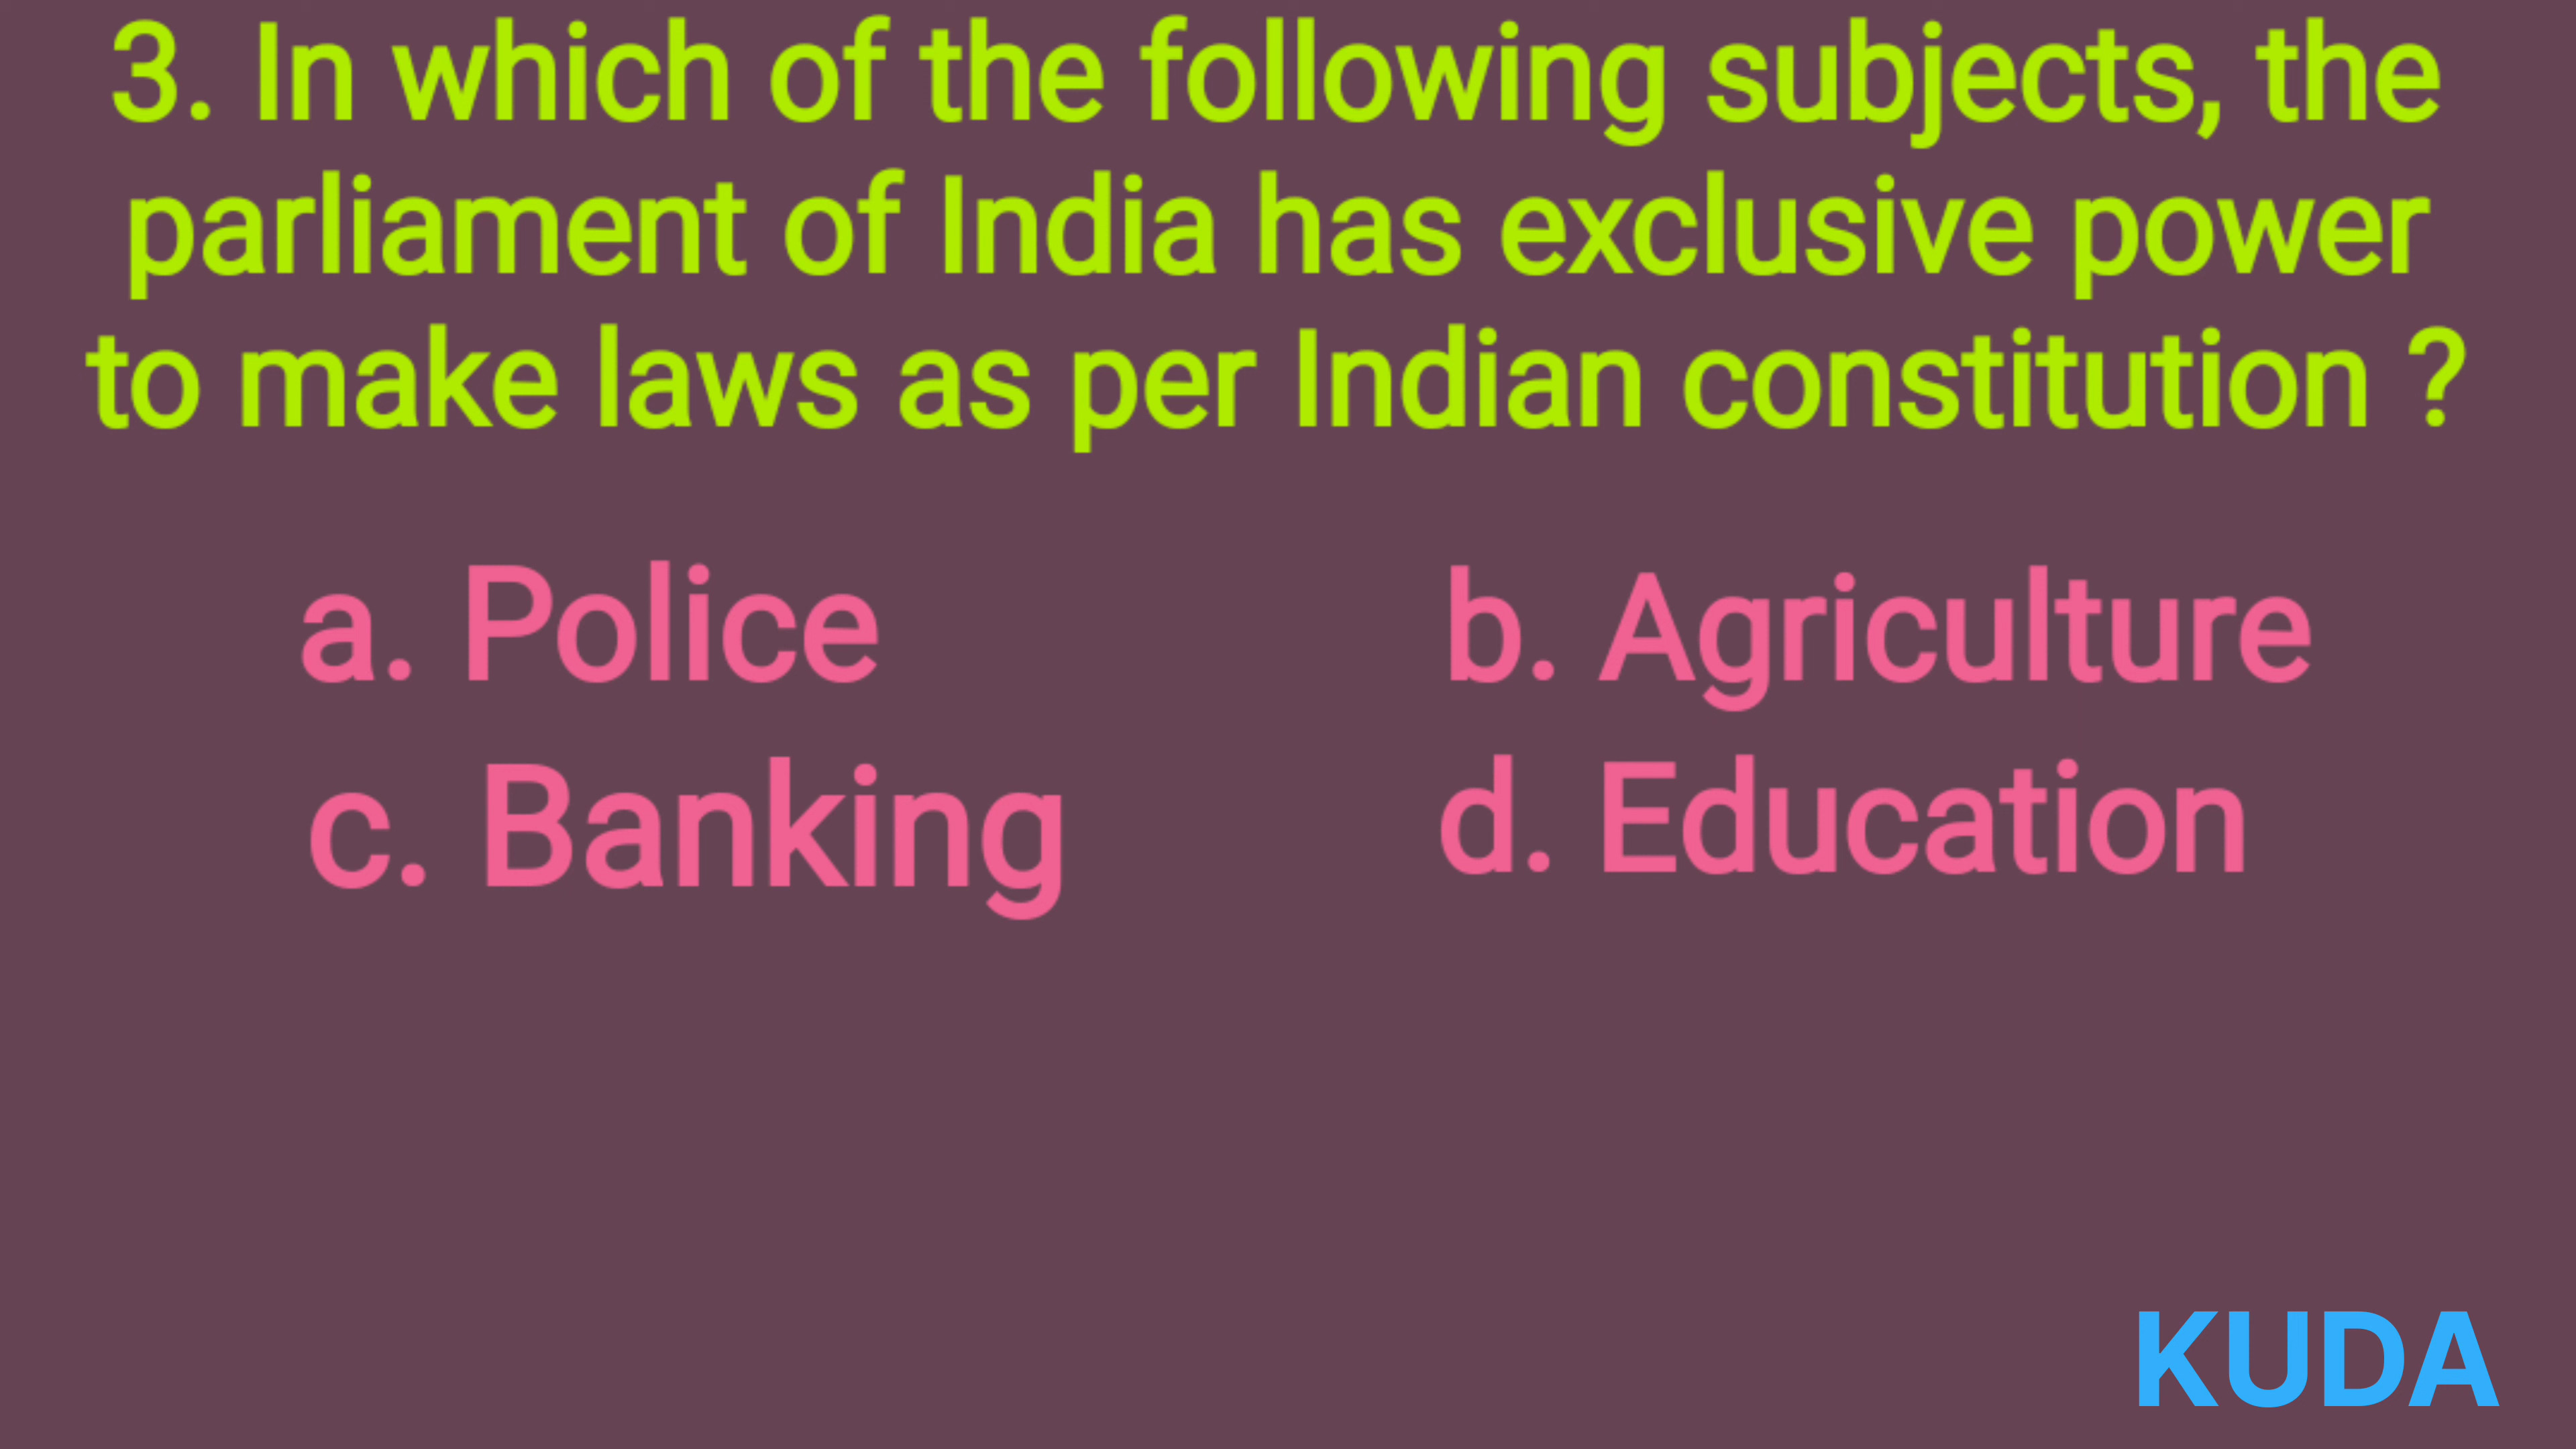 3. In which of the following subjects, the
parliament of India has exclusive power
to make laws as per Indian constitution ?
a. Police
b. Agriculture
c. Banking
d. Education
KUDA